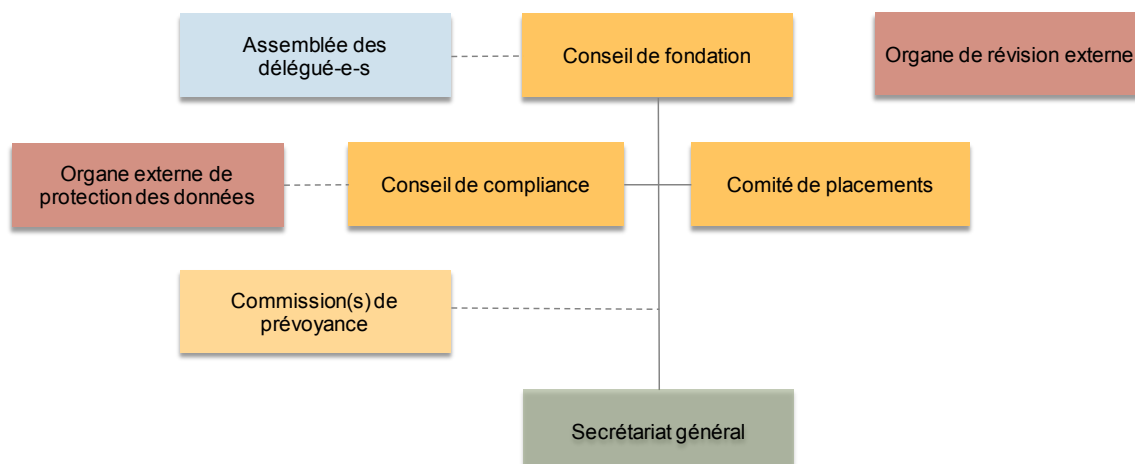 Assemblée des
délégué-e-s
Conseil de fondation
Organe de révision externe
Organe externe de
protection des données
Conseil de compliance
Comité de placements
Commission(s) de
prévoyance
Secrétariat général